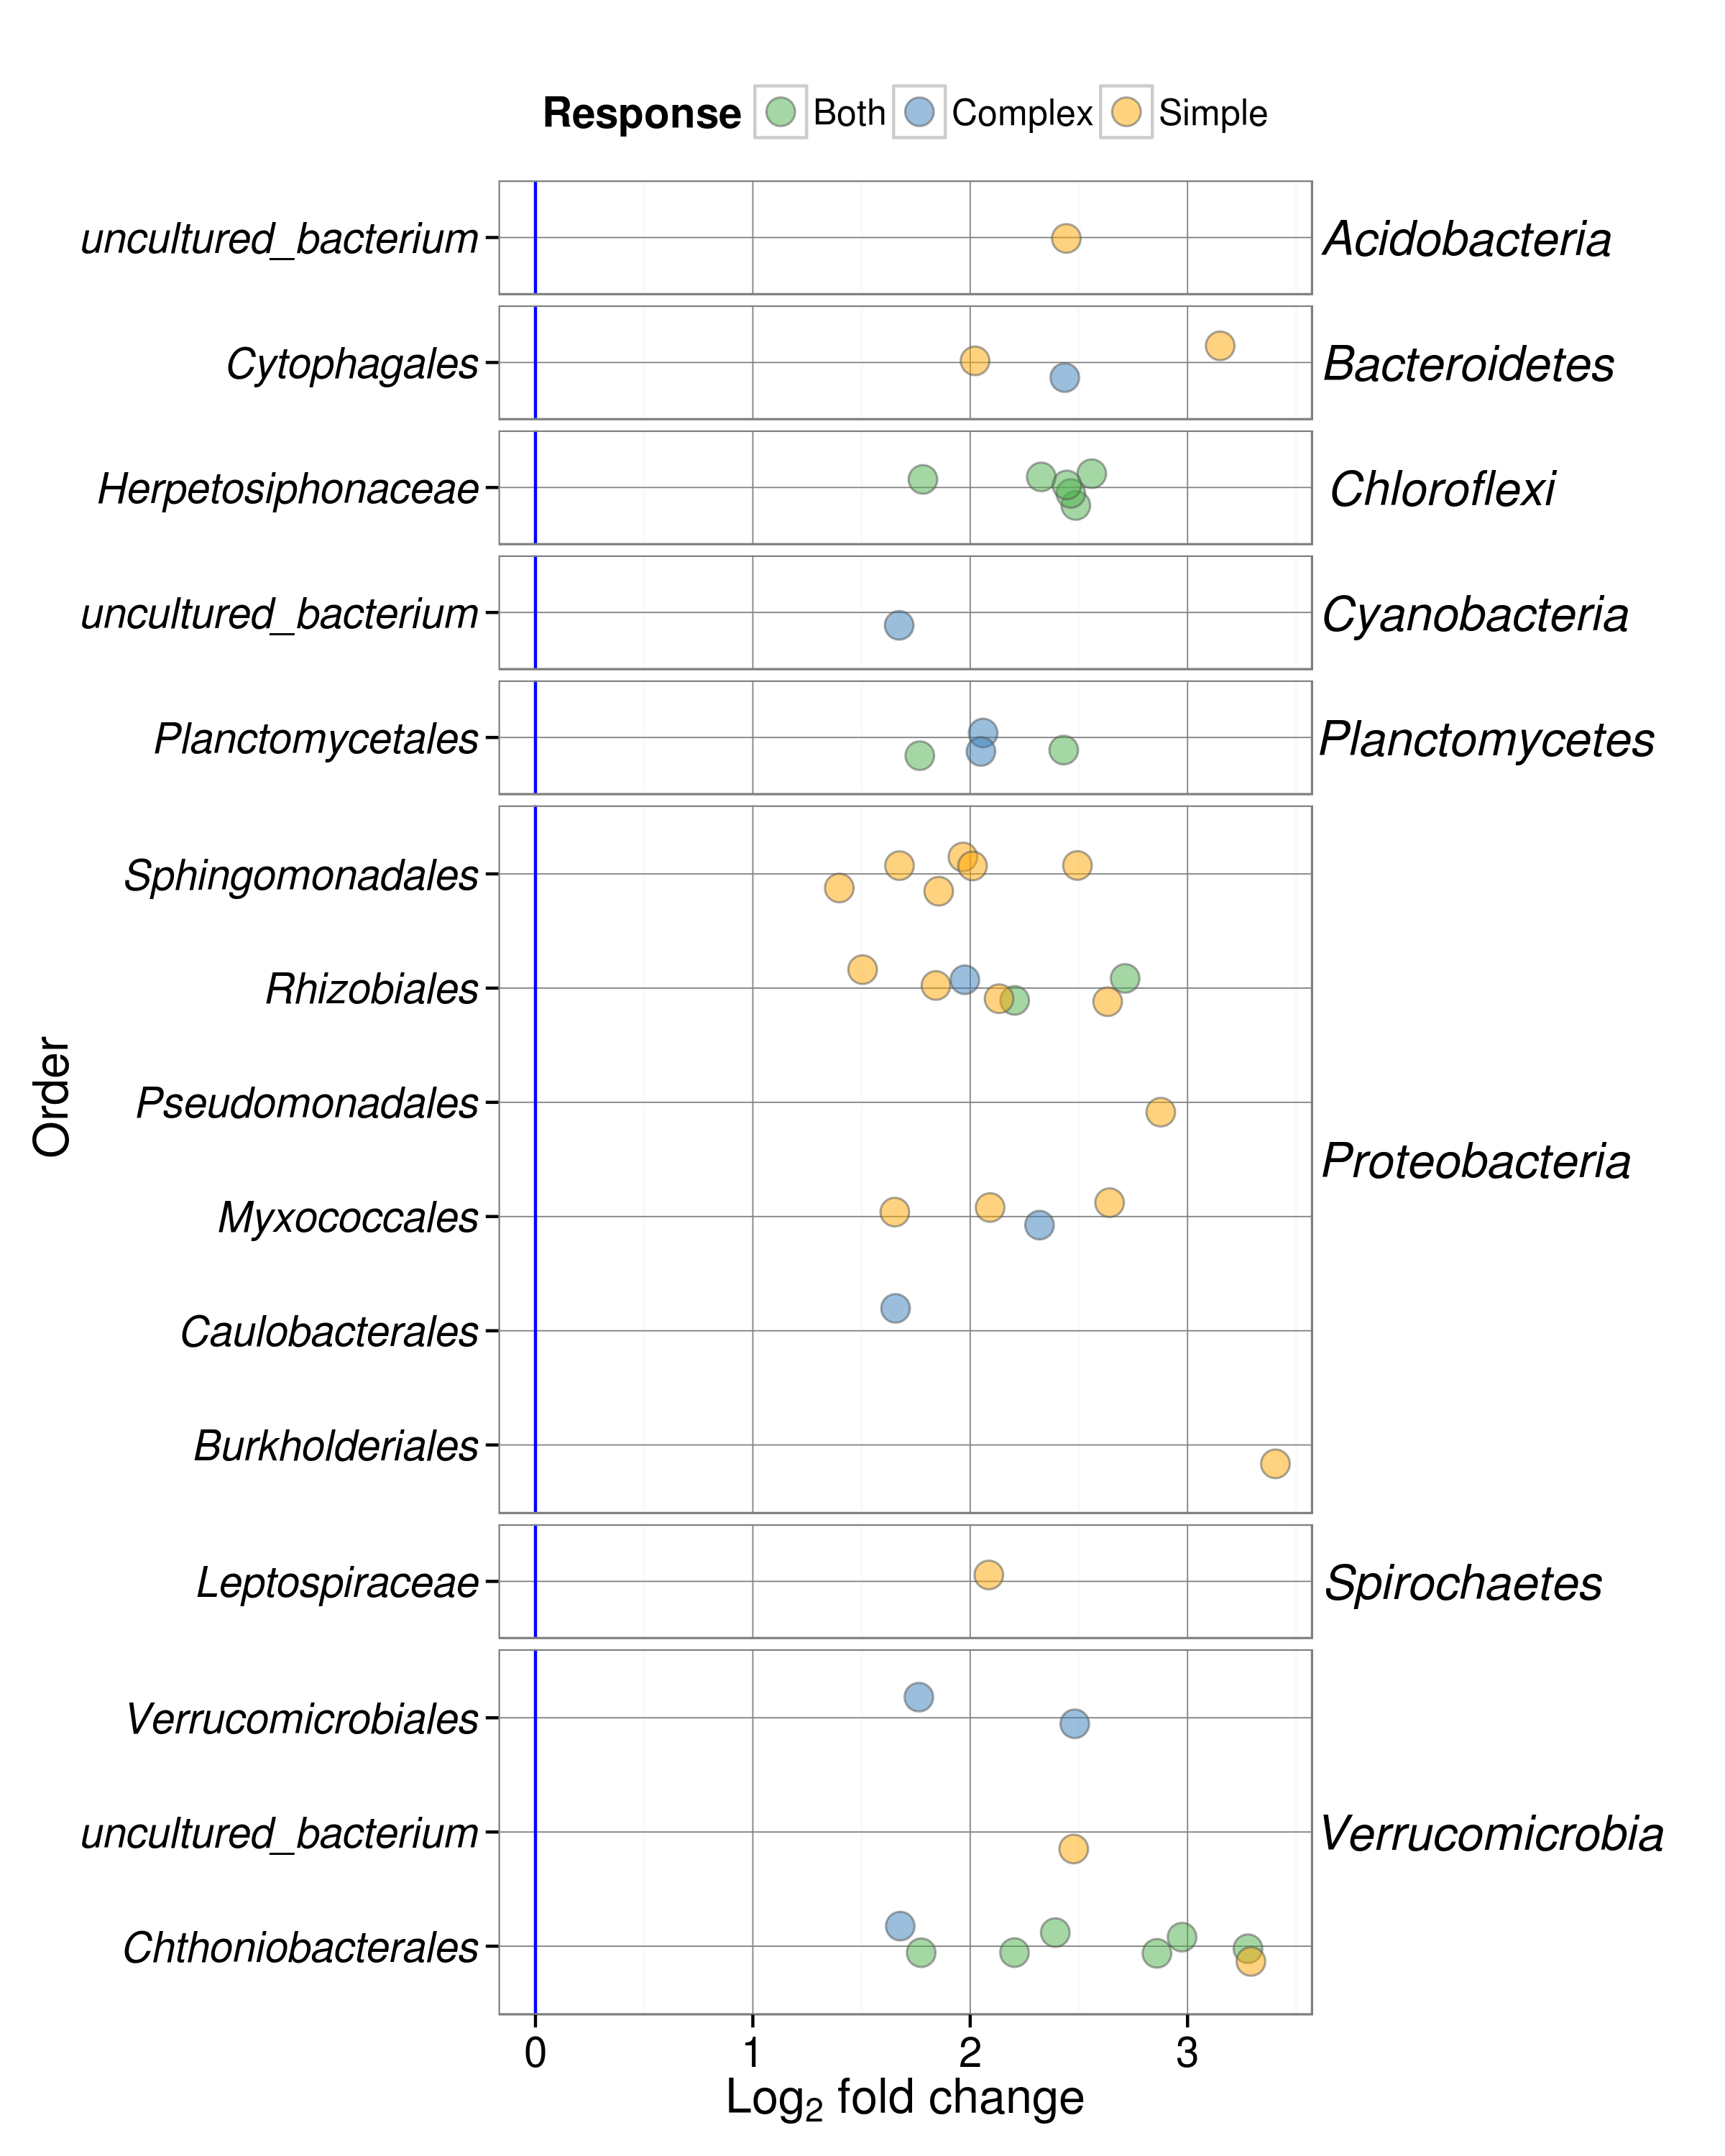 Response Both Complex Simple
uncultured_bacterium Acidobacteria
Cytophagales Bacteroidetes
Herpetosiphonaceae Chloroflexi
uncultured_bacterium Cyanobacteria
Planctomycetales Planctomycetes
Sphingomonadales
Rhizobiales
Pseudomonadales
Order
Proteobacteria
Myxococcales
Caulobacterales
Burkholderiales
Leptospiraceae Spirochaetes
Verrucomicrobiales
uncultured_bacterium Verrucomicrobia
Chthoniobacterales
0 1 2 3
Log₂ fold change